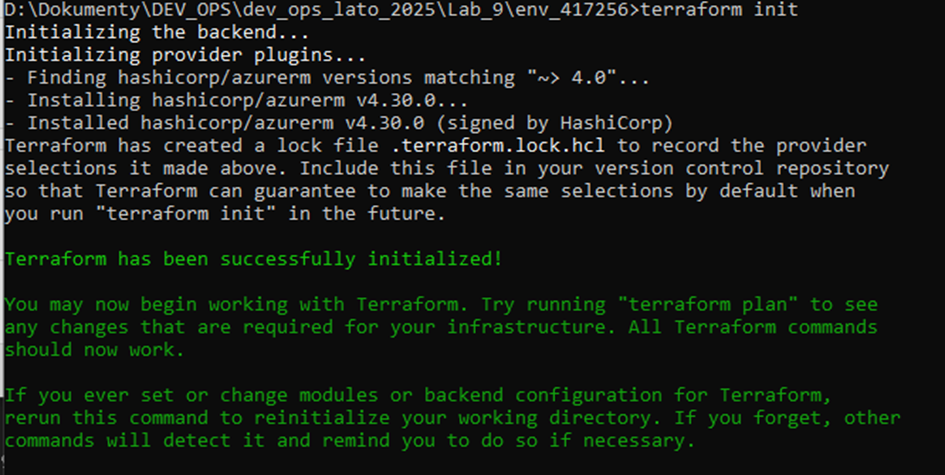 D:\Dokumenty\DEV_OPS\dev_ops_lato_2025\Lab_9\env_417256>terraform init
Initializing the backend...
Initializing provider plugins...
- Finding hashicorp/azurerm versions matching "~> 4.0"...
- Installing hashicorp/azurerm v4.30.0...
- Installed hashicorp/azurerm v4.30.0 (signed by HashiCorp)
Terraform has created a lock file .terraform.lock.hcl to record the provider
selections it made above. Include this file in your version control repository
so that Terraform can guarantee to make the same selections by default when
you run "terraform init" in the future.
Terraform has been successfully initialized!
You may now begin working with Terraform. Try running "terraform plan" to see
any changes that are required for your infrastructure. All Terraform commands
should now work.
If you ever set or change modules or backend configuration for Terraform,
rerun this command to reinitialize your working directory. If you forget, other
commands will detect it and remind you to do so if necessary.